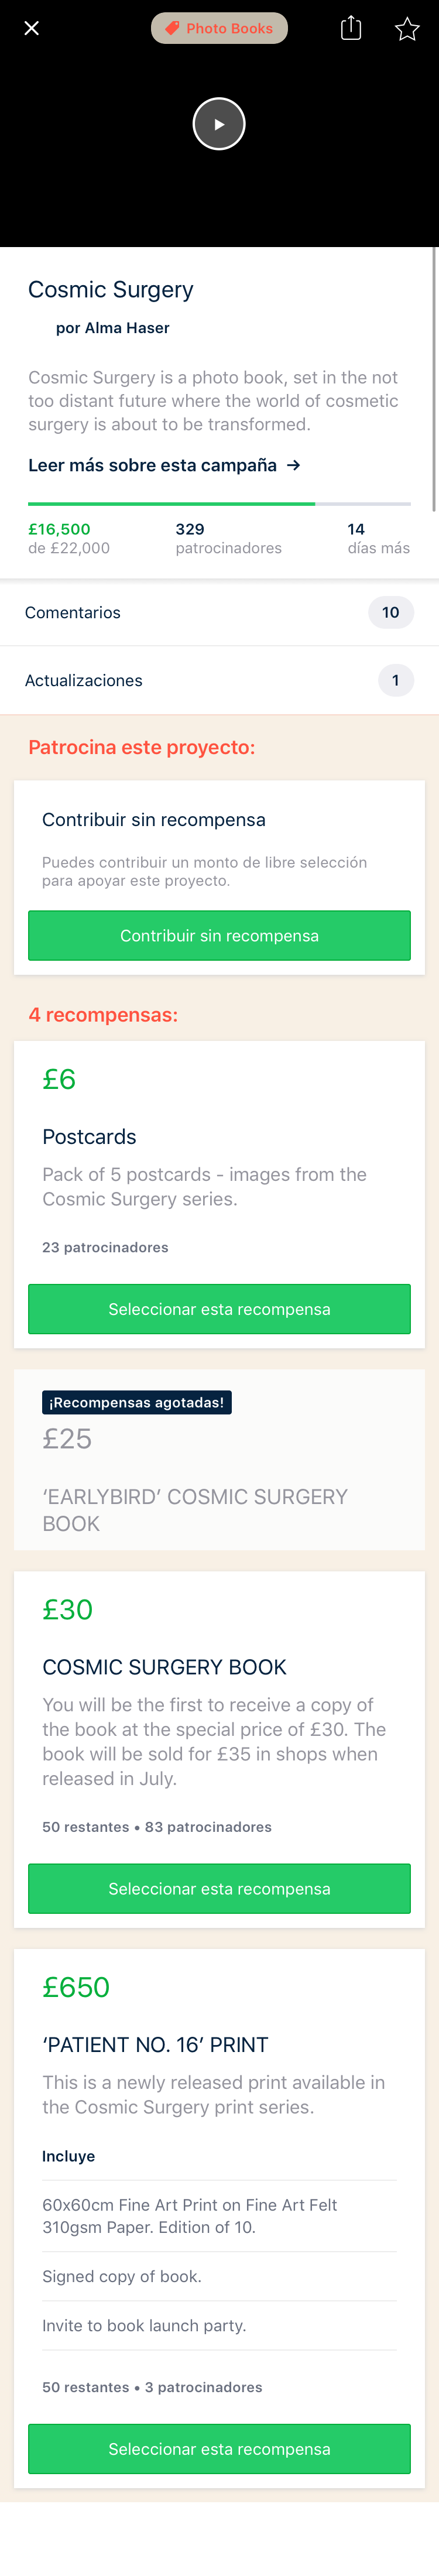 Photo Books
Cosmic Surgery
por Alma Haser
Cosmic Surgery is a photo book, set in the not
too distant future where the world of cosmetic
surgery is about to be transformed.
Leer más sobre esta campaña →
£16,500
de £22,000
329
patrocinadores
14
días más
Comentarios
10
Actualizaciones
1
Patrocina este proyecto:
Contribuir sin recompensa
Puedes contribuir un monto de libre selección
para apoyar este proyecto.
Contribuir sin recompensa
4 recompensas:
£6
Postcards
Pack of 5 postcards - images from the
Cosmic Surgery series.
23 patrocinadores
Seleccionar esta recompensa
¡Recompensas agotadas!
£25
‘EARLYBIRD’ COSMIC SURGERY
BOOK
£30
COSMIC SURGERY BOOK
You will be the first to receive a copy of
the book at the special price of £30. The
book will be sold for £35 in shops when
released in July.
50 restantes • 83 patrocinadores
Seleccionar esta recompensa
£650
‘PATIENT NO. 16’ PRINT
This is a newly released print available in
the Cosmic Surgery print series.
Incluye
60x60cm Fine Art Print on Fine Art Felt
310gsm Paper. Edition of 10.
Signed copy of book.
Invite to book launch party.
50 restantes • 3 patrocinadores
Seleccionar esta recompensa